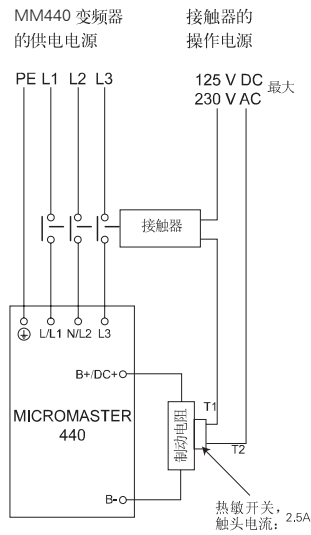 MM440 变频器
的供电电源
接触器的
操作电源
PE L1 L2 L3
125 V DC
230 V AC
最大
接触器
L/L1 N/L2 L3
B+/DC+
MICROMASTER
440
制动电阻
T1
T2
B-
热敏开关,
触头电流: 2.5A